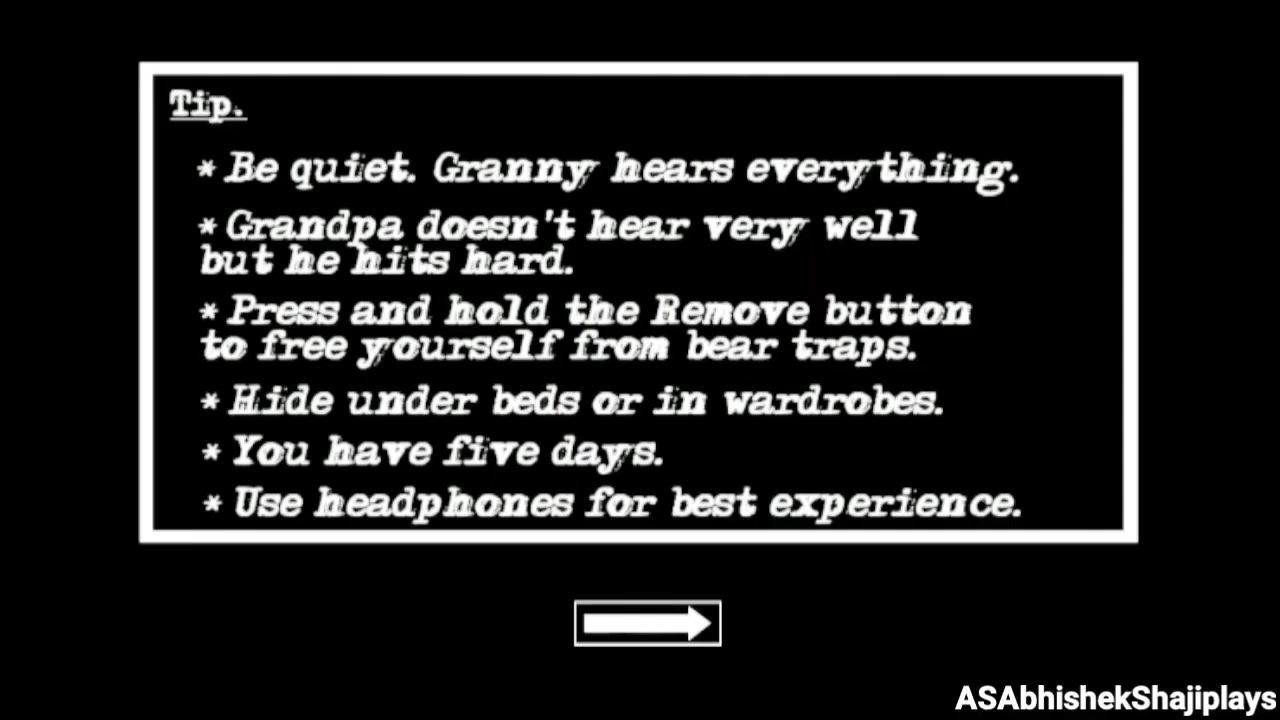 Tip.
* Be quiet. Granny hears everything.
* Grandpa doesn't hear very well
but he hits hard.
* Press and hold the Remove button
to free yourself from bear traps.
* Hide under beds or in wardrobes.
* You have five days.
* Use headphones for best experience.
ASAbhishekShajiplays